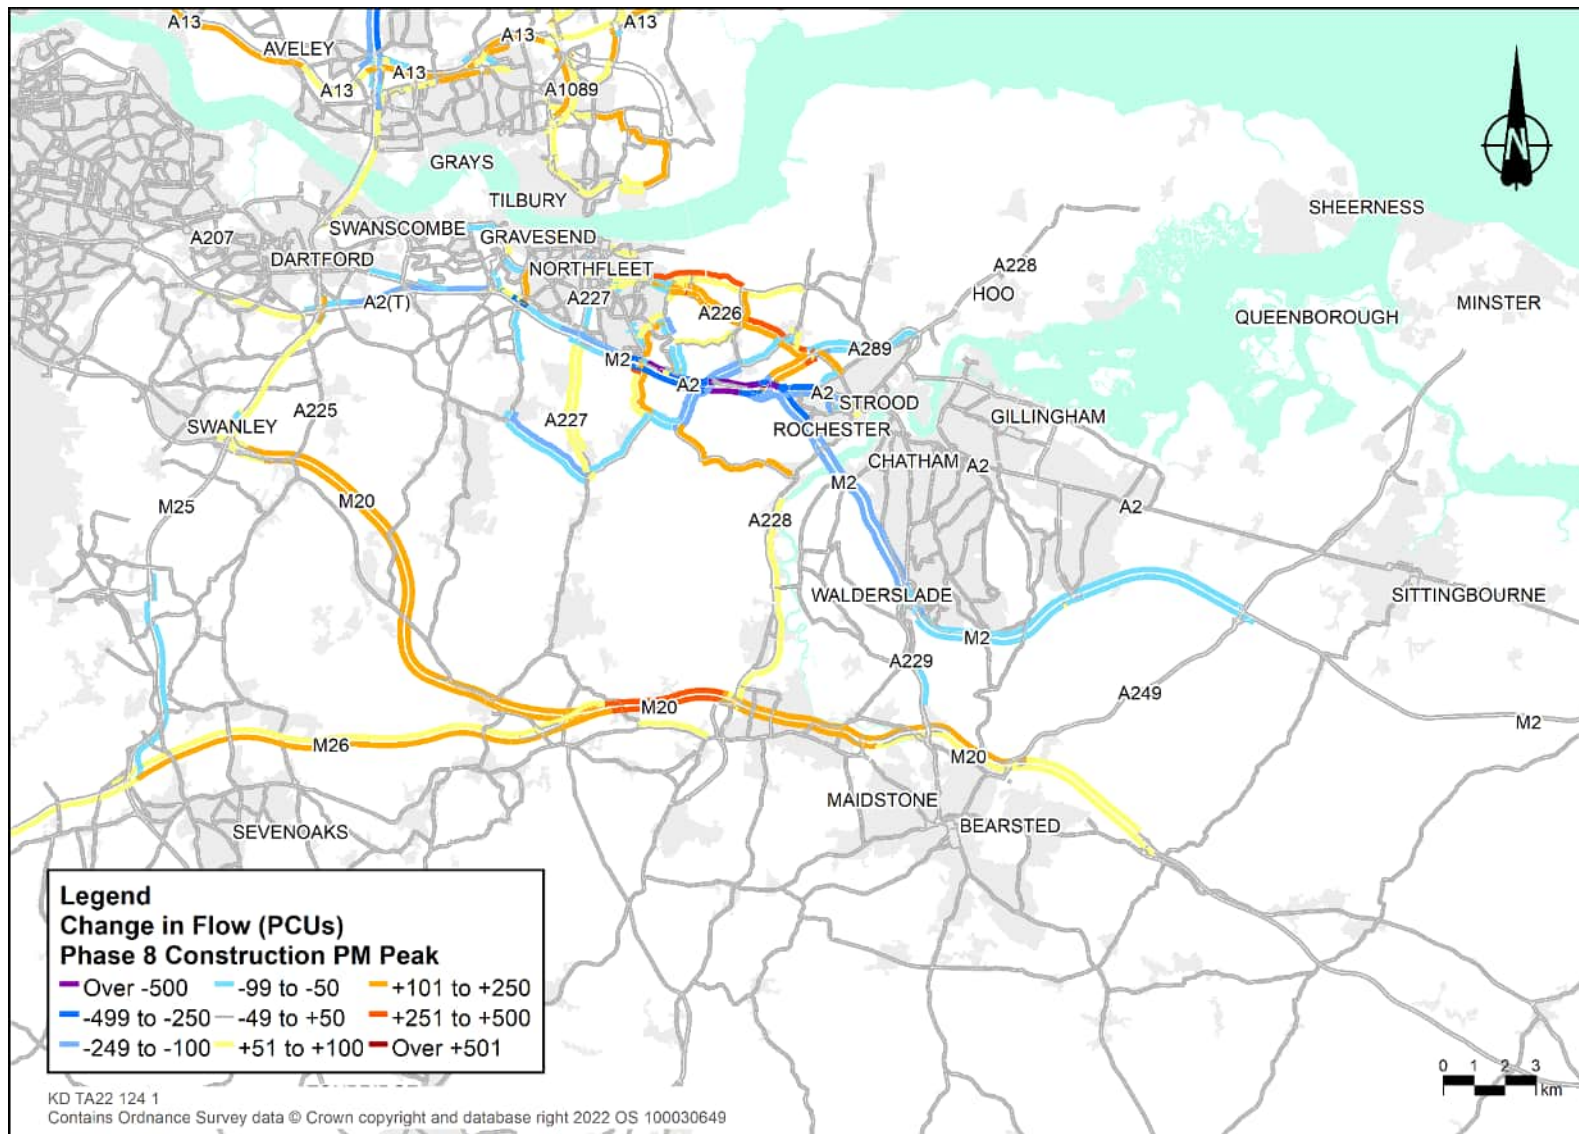 A13
A13
A13
AVELEY
A13
A13
A1089
GRAYS
TILBURY
SHEERNESS
SWANSCOMBE
A207
GRAVESEND
DARTFORD
NORTHFLEET
A228
HOO
A2(T)
A227
A226
MINSTER
QUEENBOROUGH
M2
A289
A2
A2
STROOD
A225
A227
GILLINGHAM
SWANLEY
ROCHESTER
CHATHAM
A2
M20
M2
M25
A228
A2
WALDERSLADE
SITTINGBOURNE
M2
A229
A249
M20
M2
M26
M20
MAIDSTONE
BEARSTED
SEVENOAKS
N
Legend
Change in Flow (PCUs)
Phase 8 Construction PM Peak
Over -500 -99 to -50 +101 to +250
-499 to -250 -49 to +50 +251 to +500
-249 to -100 +51 to +100 Over +501
0 1 2 3
km
KD TA22 124 1
Contains Ordnance Survey data © Crown copyright and database right 2022 OS 100030649